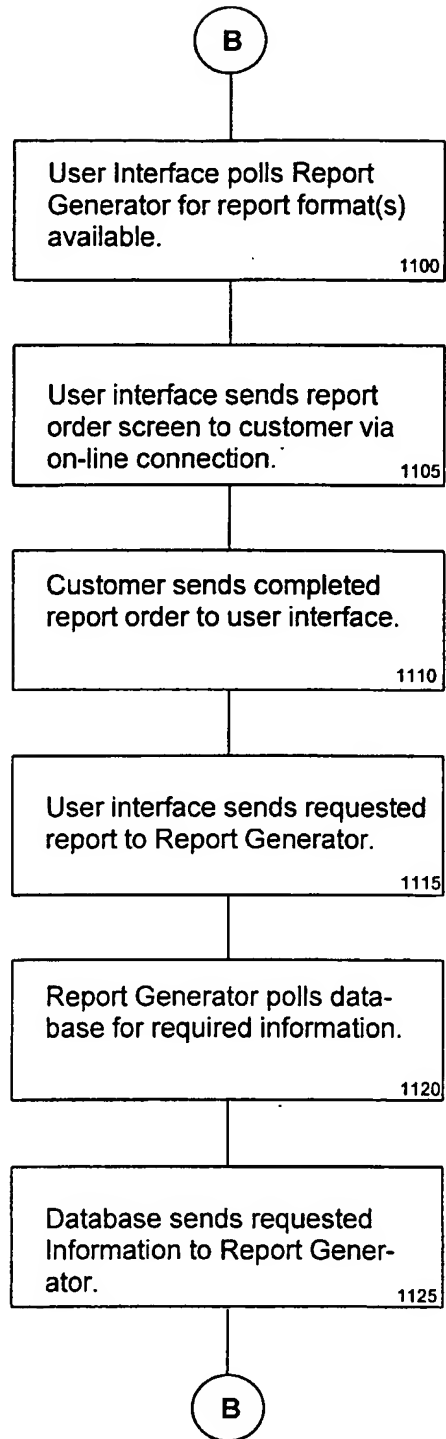 B
User Interface polls Report
Generator for report format(s)
available.
1100
User interface sends report
order screen to customer via
on-line connection.
1105
Customer sends completed
report order to user interface.
1110
User interface sends requested
report to Report Generator.
1115
Report Generator polls data-
base for required information.
1120
Database sends requested
Information to Report Gener-
ator.
1125
B